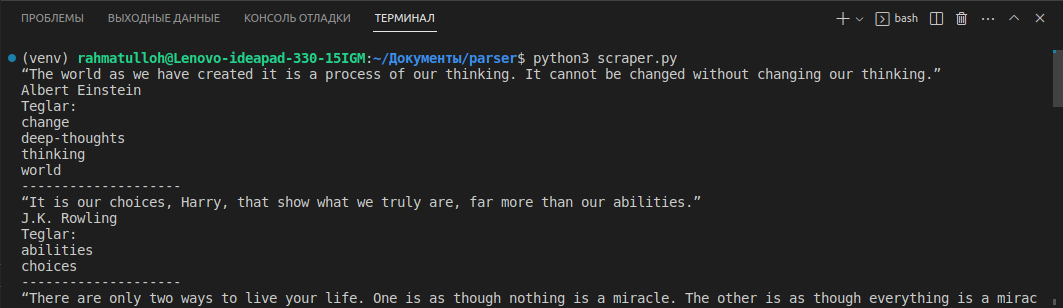 ПРОБЛЕМЫ ВЫХОДНЫЕ ДАННЫЕ КОНСОЛЬ ОТЛАДКИ ТЕРМИНАЛ bash
(venv) rahmatulloh@Lenovo-ideapad-330-15IGM:~/Документы/parser$ python3 scraper.py
“The world as we have created it is a process of our thinking. It cannot be changed without changing our thinking.”
Albert Einstein
Teglar:
change
deep-thoughts
thinking
world
--------------------
“It is our choices, Harry, that show what we truly are, far more than our abilities.”
J.K. Rowling
Teglar:
abilities
choices
--------------------
“There are only two ways to live your life. One is as though nothing is a miracle. The other is as though everything is a mirac